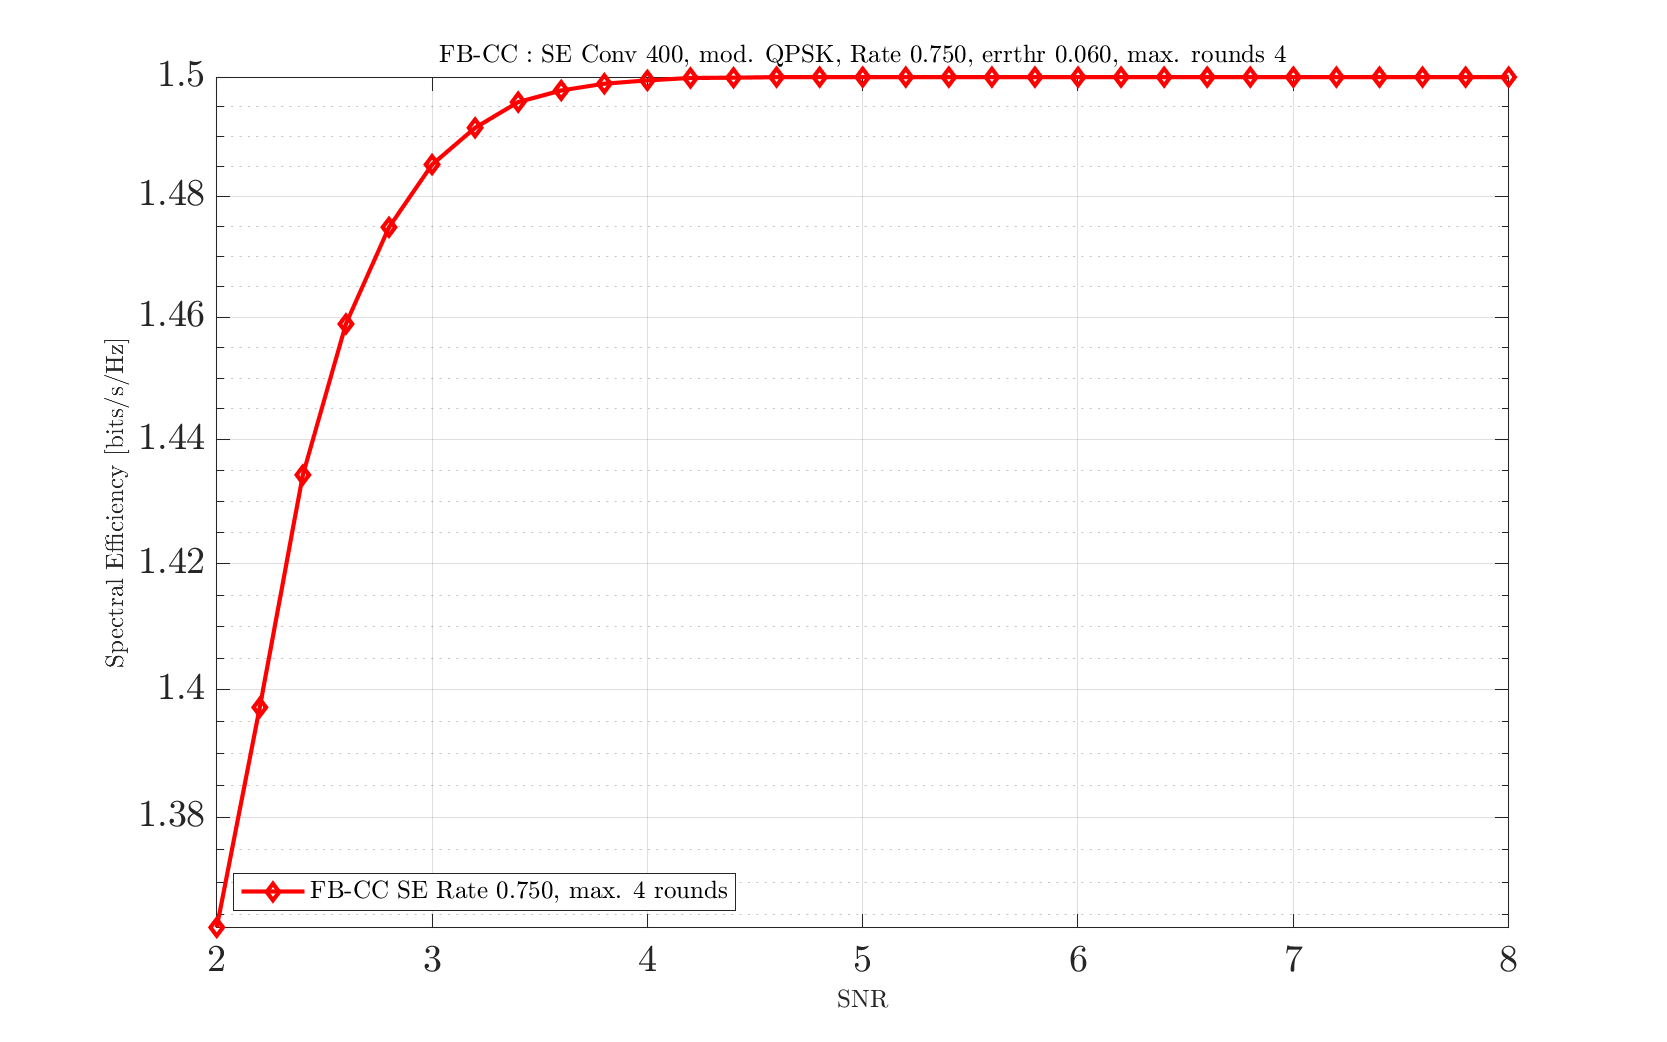 FB-CC : SE Conv 400, mod. QPSK, Rate 0.750, errthr 0.060, max. rounds 4
1.5
1.48
1.46
1.44
1.42
1.4
1.38
Spectral Efficiency [bits/s/Hz]
FB-CC SE Rate 0.750, max. 4 rounds
2 3 4 5 6 7 8
SNR